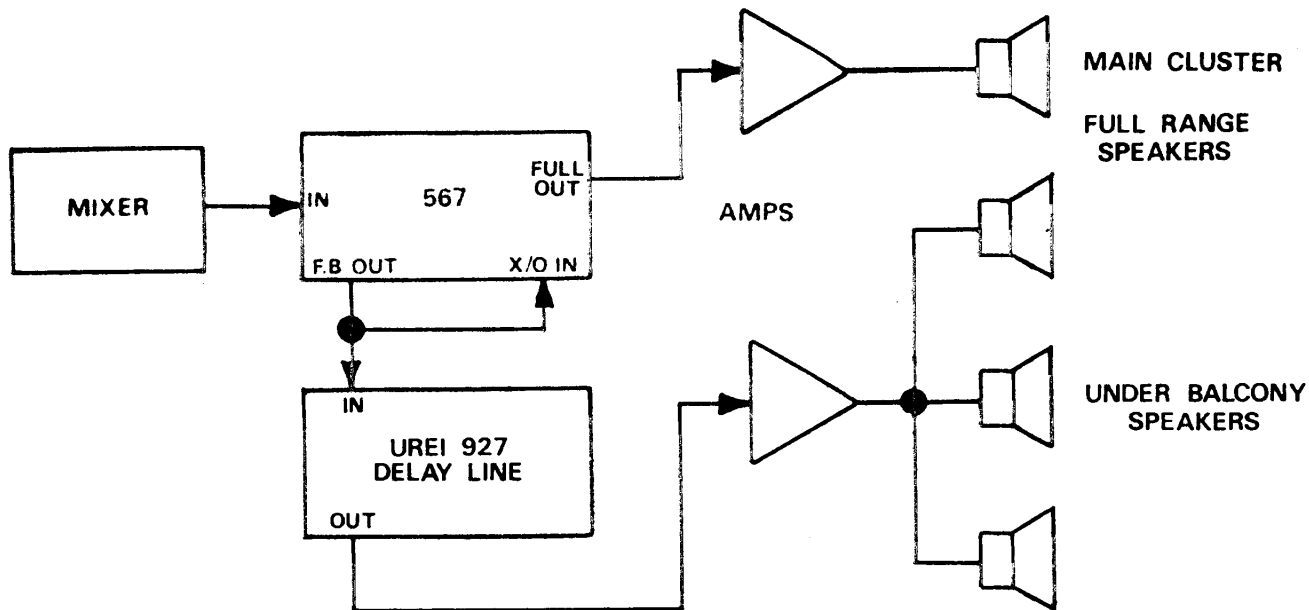 MAIN CLUSTER
FULL RANGE
SPEAKERS
MIXER
IN
567
FULL
OUT
AMPS
F.B OUT
X/O IN
IN
UREI 927
DELAY LINE
OUT
UNDER BALCONY
SPEAKERS